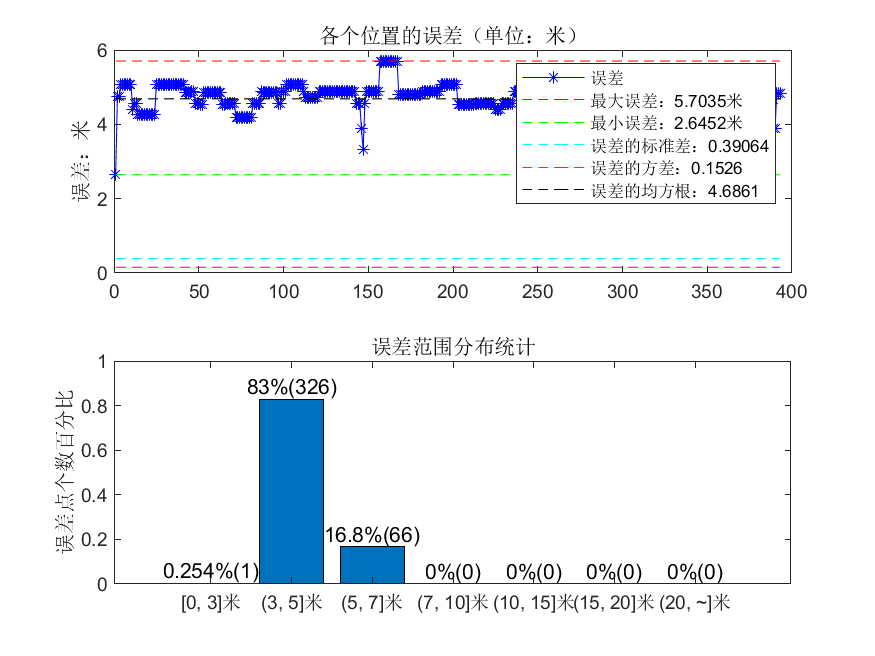 各个位置的误差（单位：米）
误差：米
6
4
2
0
0 50 100 150 200 250 300 350 400
误差
最大误差：5.7035米
最小误差：2.6452米
误差的标准差：0.39064
误差的方差：0.1526
误差的均方根：4.6861
误差范围分布统计
误差点个数百分比
1
0.8
0.6
0.4
0.2
0
0.254%(1)
83%(326)
16.8%(66)
0%(0)
0%(0)
0%(0)
0%(0)
[0, 3]米 (3, 5]米 (5, 7]米 (7, 10]米 (10, 15]米 (15, 20]米 (20, ~]米